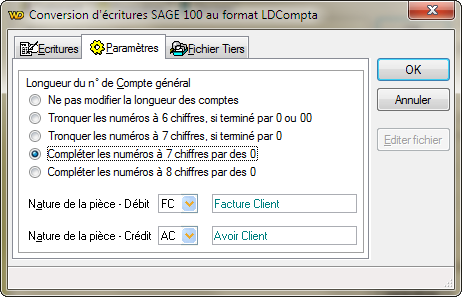 Conversion d'écritures SAGE 100 au format LDCompta
Ecritures
Paramètres
Fichier Tiers
OK
Annuler
Editer fichier
Longueur du n° de Compte général
Ne pas modifier la longueur des comptes
Tronquer les numéros à 6 chiffres, si terminé par 0 ou 00
Tronquer les numéros à 7 chiffres, si terminé par 0
Compléter les numéros à 7 chiffres par des 0
Compléter les numéros à 8 chiffres par des 0
Nature de la pièce - Débit FC Facture Client
Nature de la pièce - Crédit AC Avoir Client